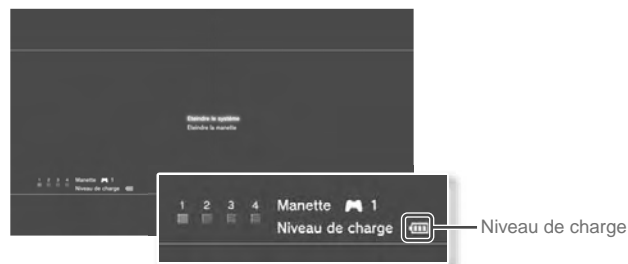 Eteindre le système
Eteindre la manette
1 2 3 4 Manette 1
Niveau de charge
1 2 3 4 Manette 1
Niveau de charge
Niveau de charge